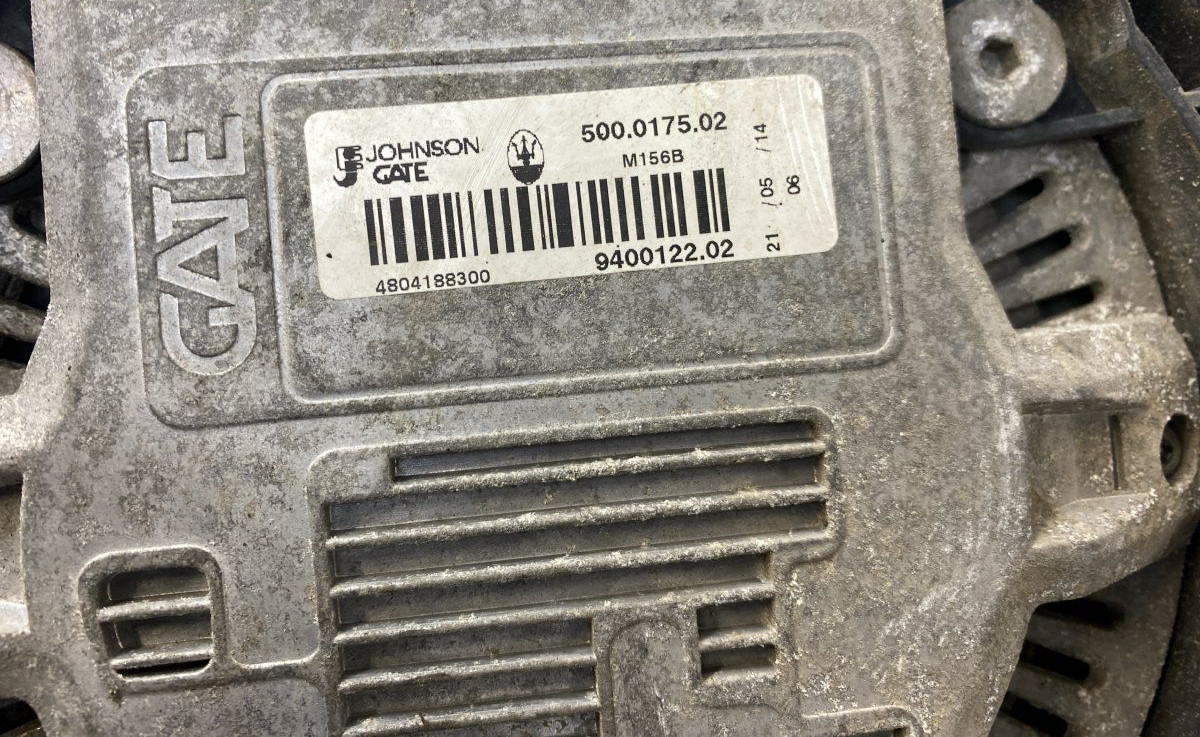 GATE
JOHNSON
GATE
500.0175.02
M156B
4804188300
9400122.02
21 /05 /14
06